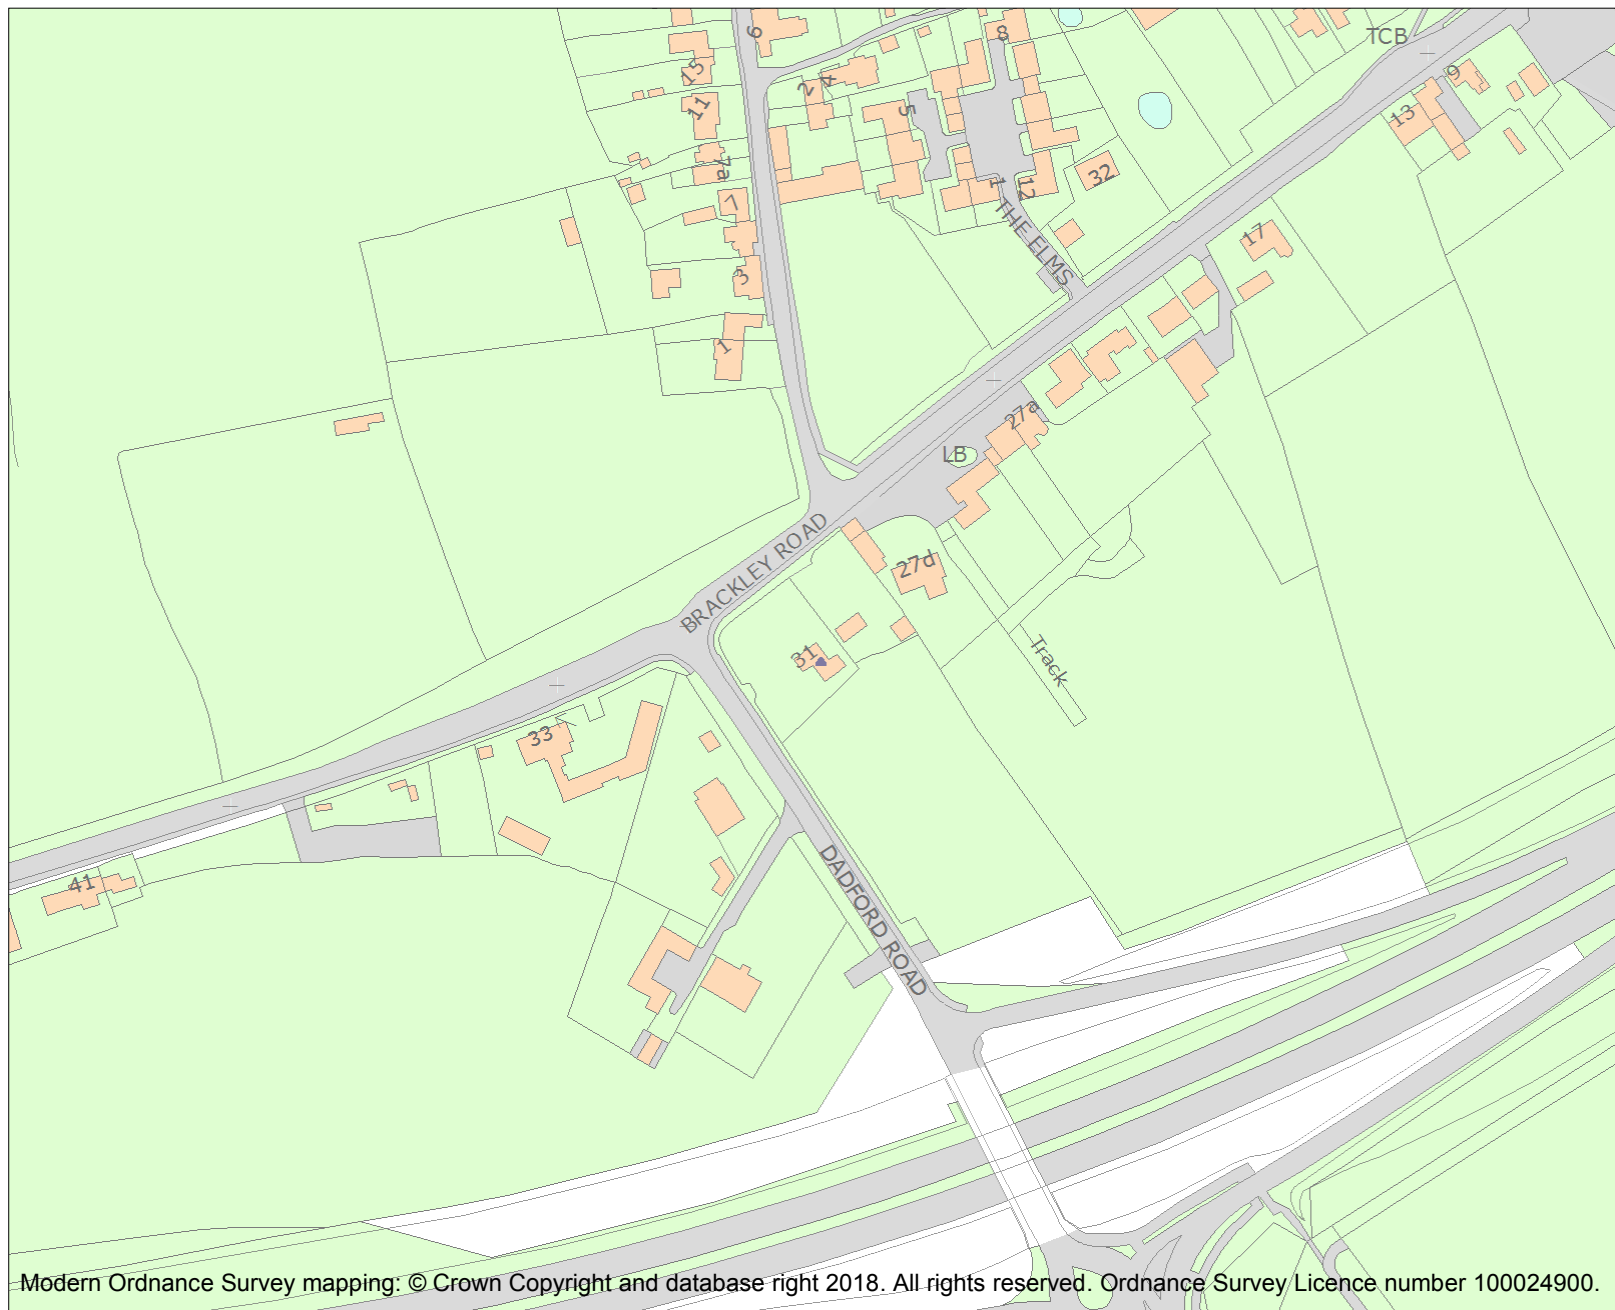 TCB
6
8
15
2
4
9
11
5
13
7a
32
1
12
7
THE ELMS
17
3
1
27a
LB
BRACKLEY ROAD
27d
31
Track
33
41
DADFORD ROAD
Modern Ordnance Survey mapping: © Crown Copyright and database right 2018. All rights reserved. Ordnance Survey Licence number 100024900.